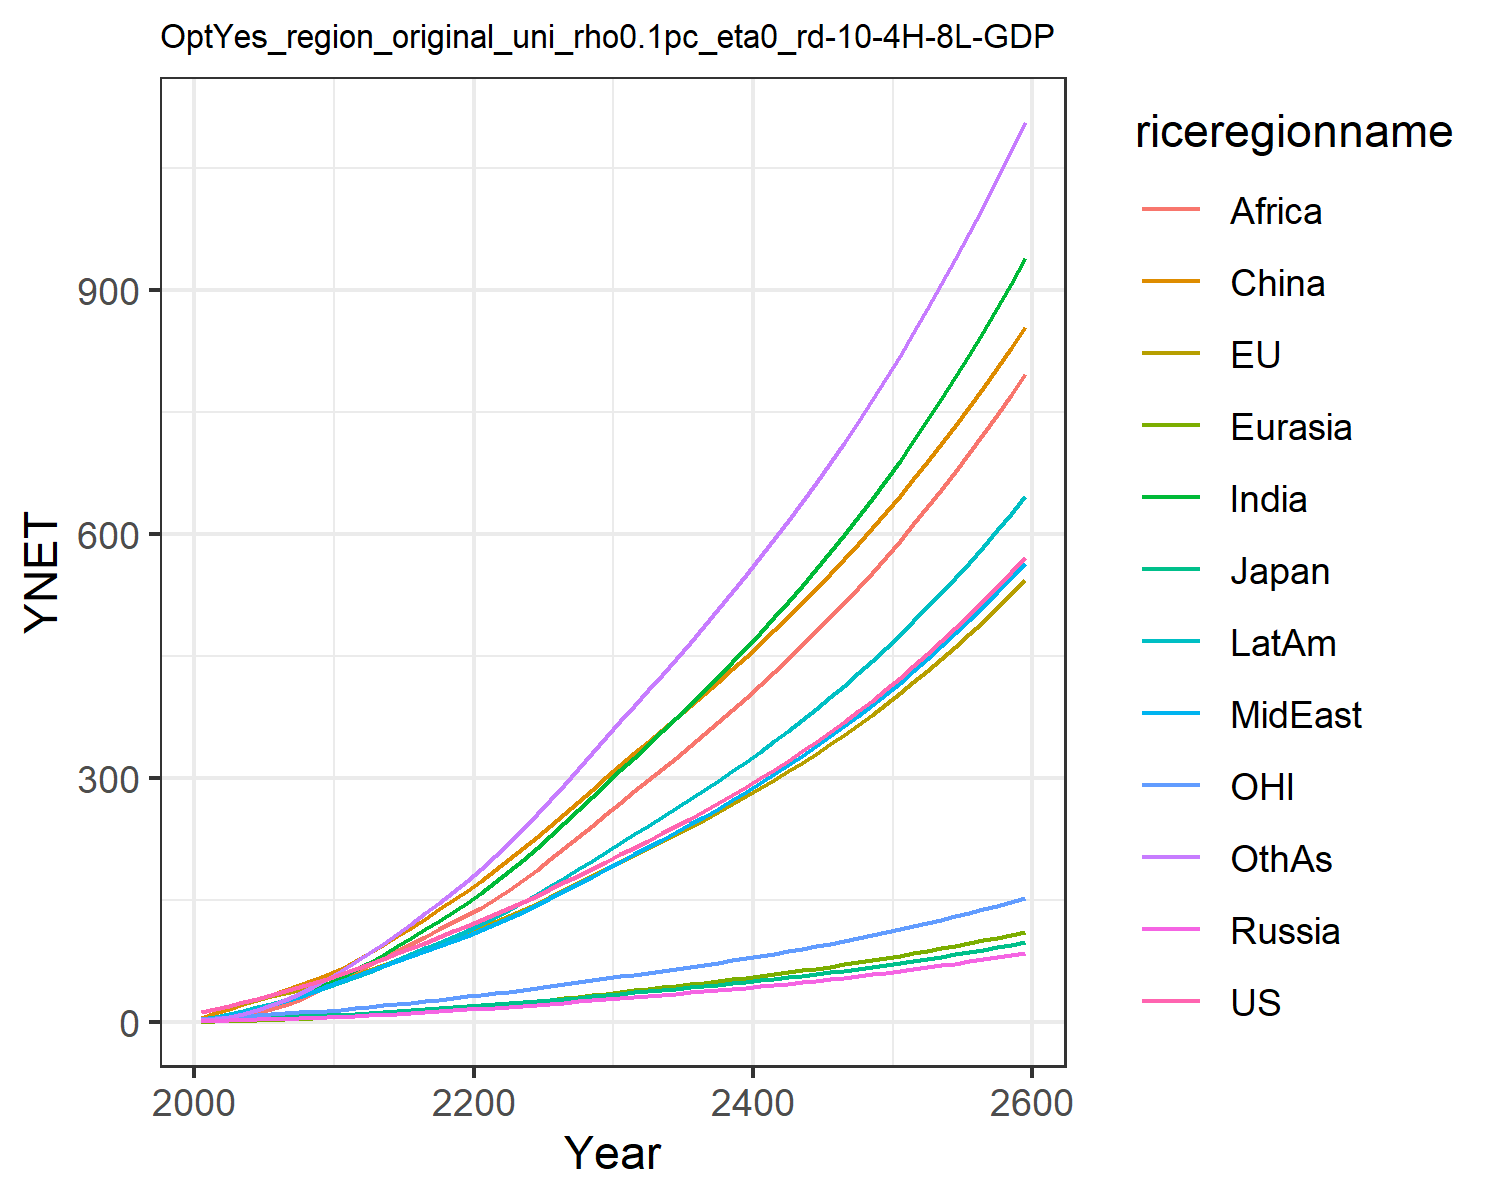 OptYes_region_original_uni_rho0.1pc_eta0_rd-10-4H-8L-GDP
YNET
900
600
300
0
2000 2200 2400 2600
Year
riceregionname
Africa
China
EU
Eurasia
India
Japan
LatAm
MidEast
OHI
OthAs
Russia
US